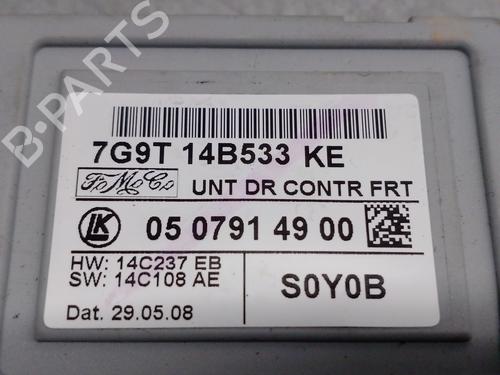 B-PARTS
7G9T 14B533 KE
FoMoCo UNT DR CONTR FRT
LK 05 0791 49 00
HW: 14C237 EB
SW: 14C108 AE
S0Y0B
Dat. 29.05.08